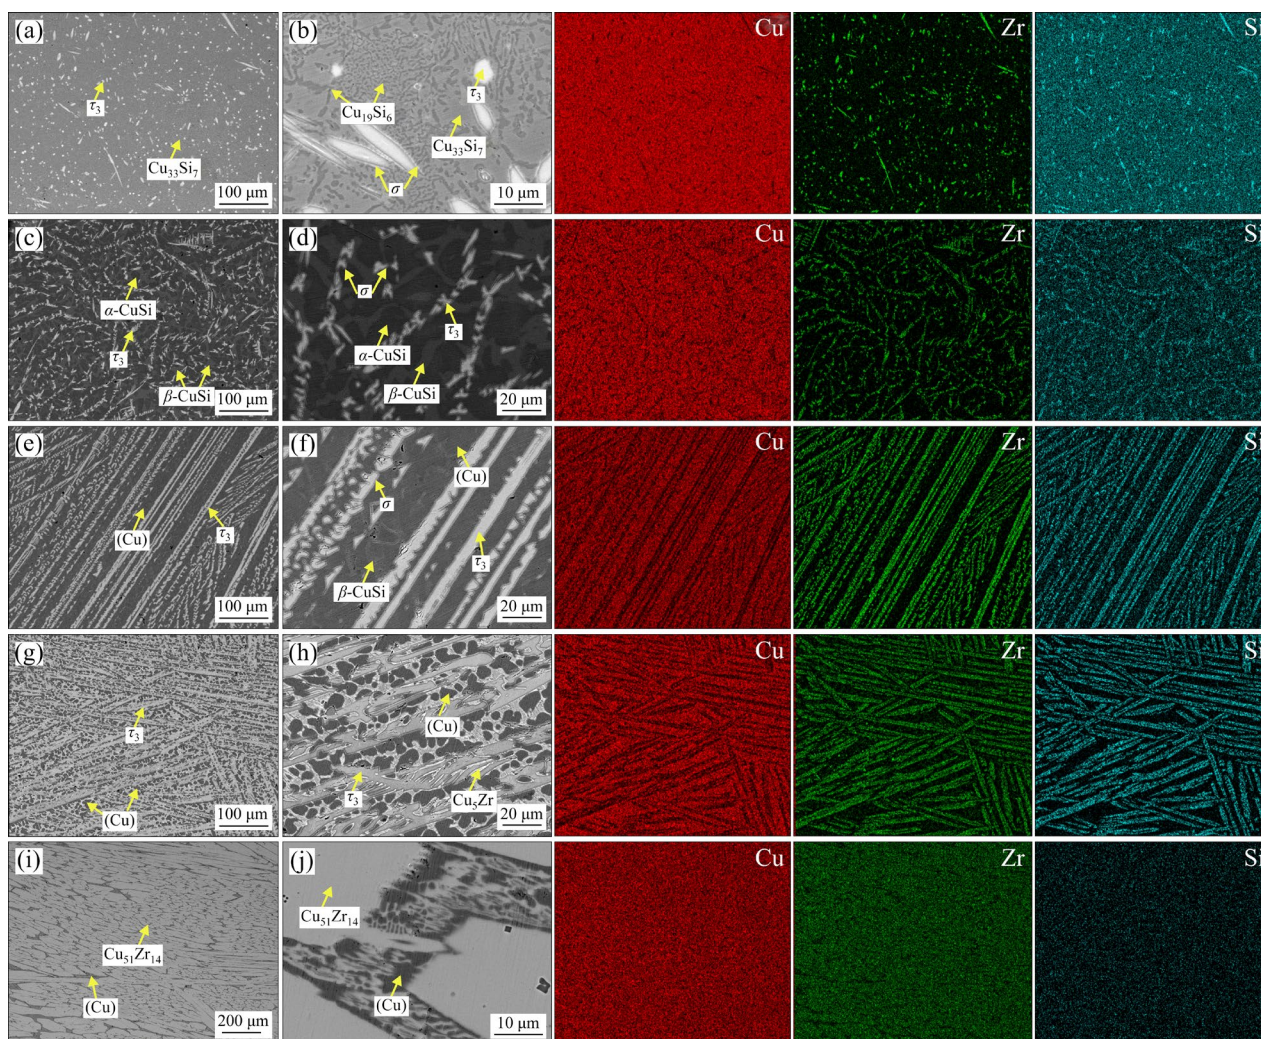 (a)
τ3
Cu33Si7
100 μm
(b)
Cu19Si6
τ3
Cu33Si7
σ
10 μm
Cu
Zr
Si
(c)
α-CuSi
τ3
β-CuSi
100 μm
(d)
σ
τ3
α-CuSi
β-CuSi
20 μm
Cu
Zr
Si
(e)
(Cu)
τ3
100 μm
(f)
(Cu)
σ
τ3
β-CuSi
20 μm
Cu
Zr
Si
(g)
τ3
(Cu)
100 μm
(h)
(Cu)
τ3
Cu5Zr
20 μm
Cu
Zr
Si
(i)
Cu51Zr14
(Cu)
200 μm
(j)
Cu51Zr14
(Cu)
10 μm
Cu
Zr
Si